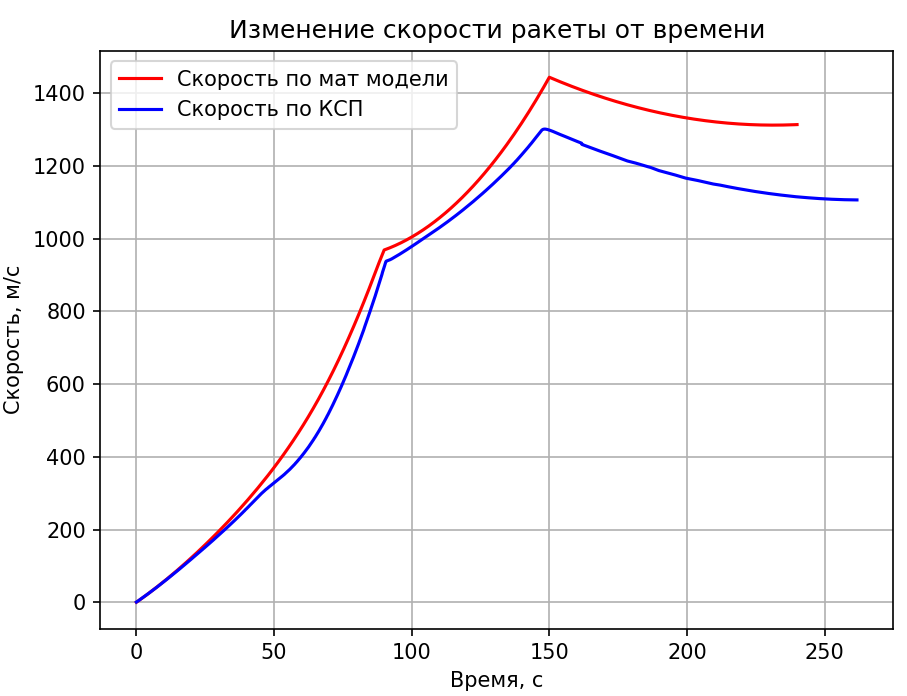 Изменение скорости ракеты от времени
Скорость по мат модели
Скорость по КСП
1400
1200
1000
800
600
400
200
0
Скорость, м/с
0 50 100 150 200 250
Время, с